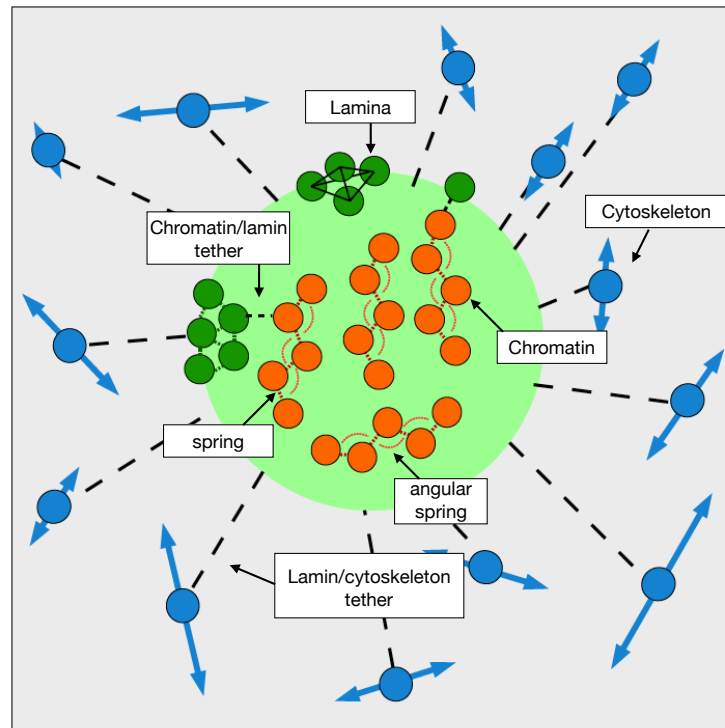 Lamina
Chromatin/lamin
tether
Cytoskeleton
Chromatin
spring
angular
spring
Lamin/cytoskeleton
tether